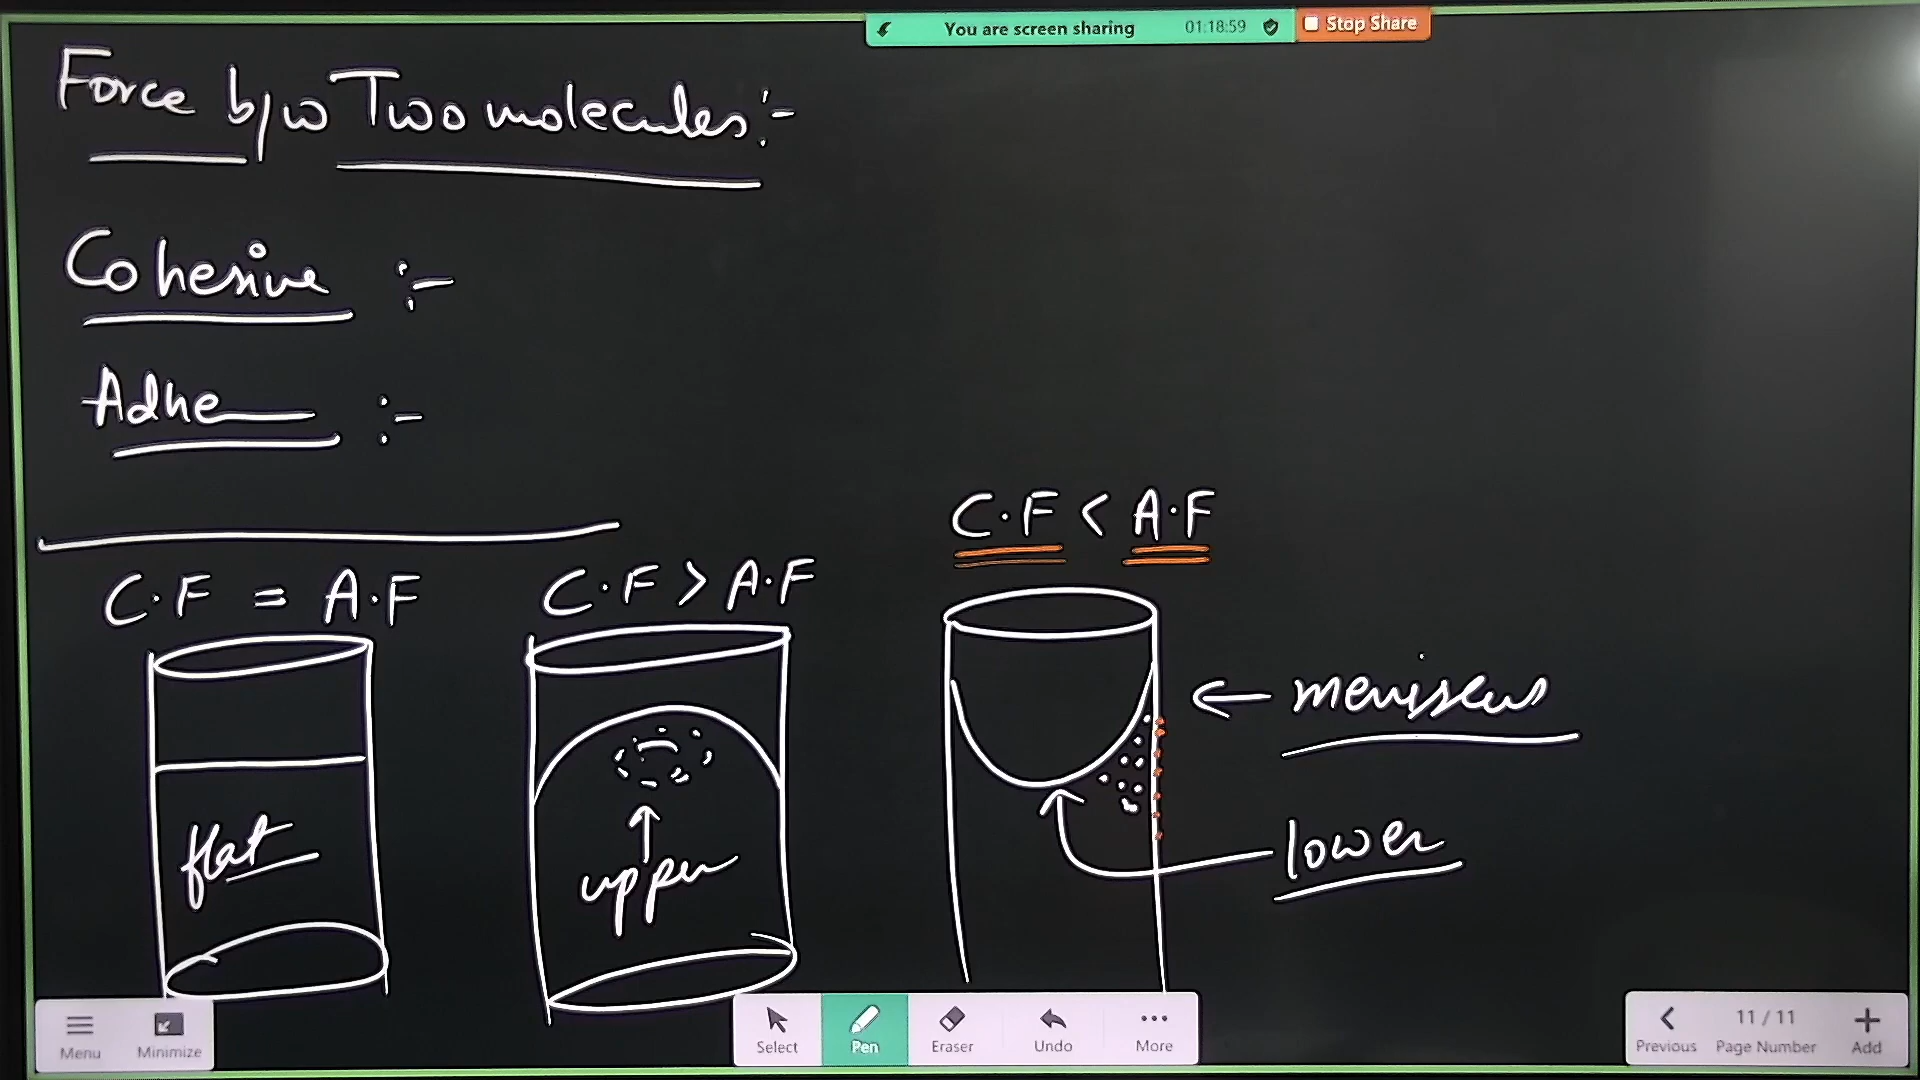 You are screen sharing 01:18:59 Stop Share
Force b/w Two molecules:-
Cohesive :-
Adhe :-
C.F = A.F
C.F > A.F
C.F < A.F
flat
upper
← meniscus
lower
Menu
Minimize
Select
Pen
Eraser
Undo
More
Previous
11 / 11
Page Number
Add